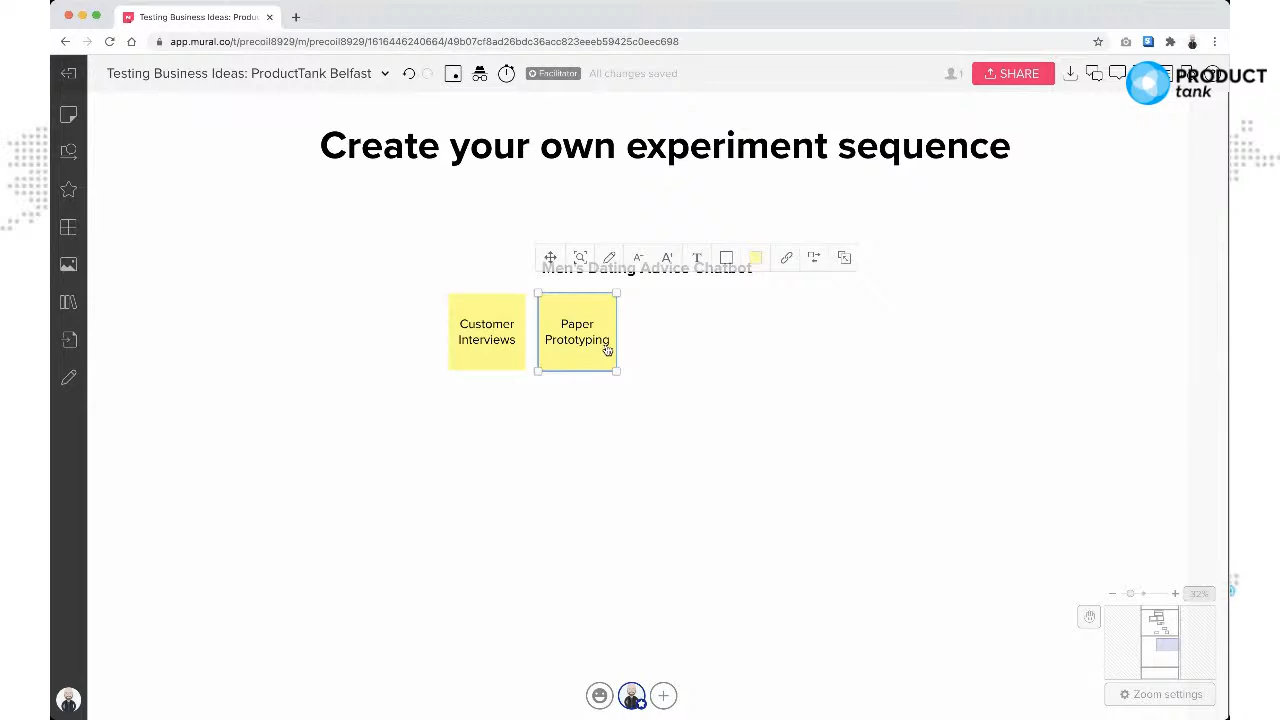 Testing Business Ideas: Produc
app.mural.co/t/precoil8929/m/precoil8929/1616446240664/49b07cf8ad26bdc36acc823eeeb59425c0eec698
Testing Business Ideas: ProductTank Belfast
Facilitator
All changes saved
1
SHARE
PRODUCT
tank
Create your own experiment sequence
A-
A+
T
Men's Dating Advice Chatbot
Customer
Interviews
Paper
Prototyping
32%
Zoom settings